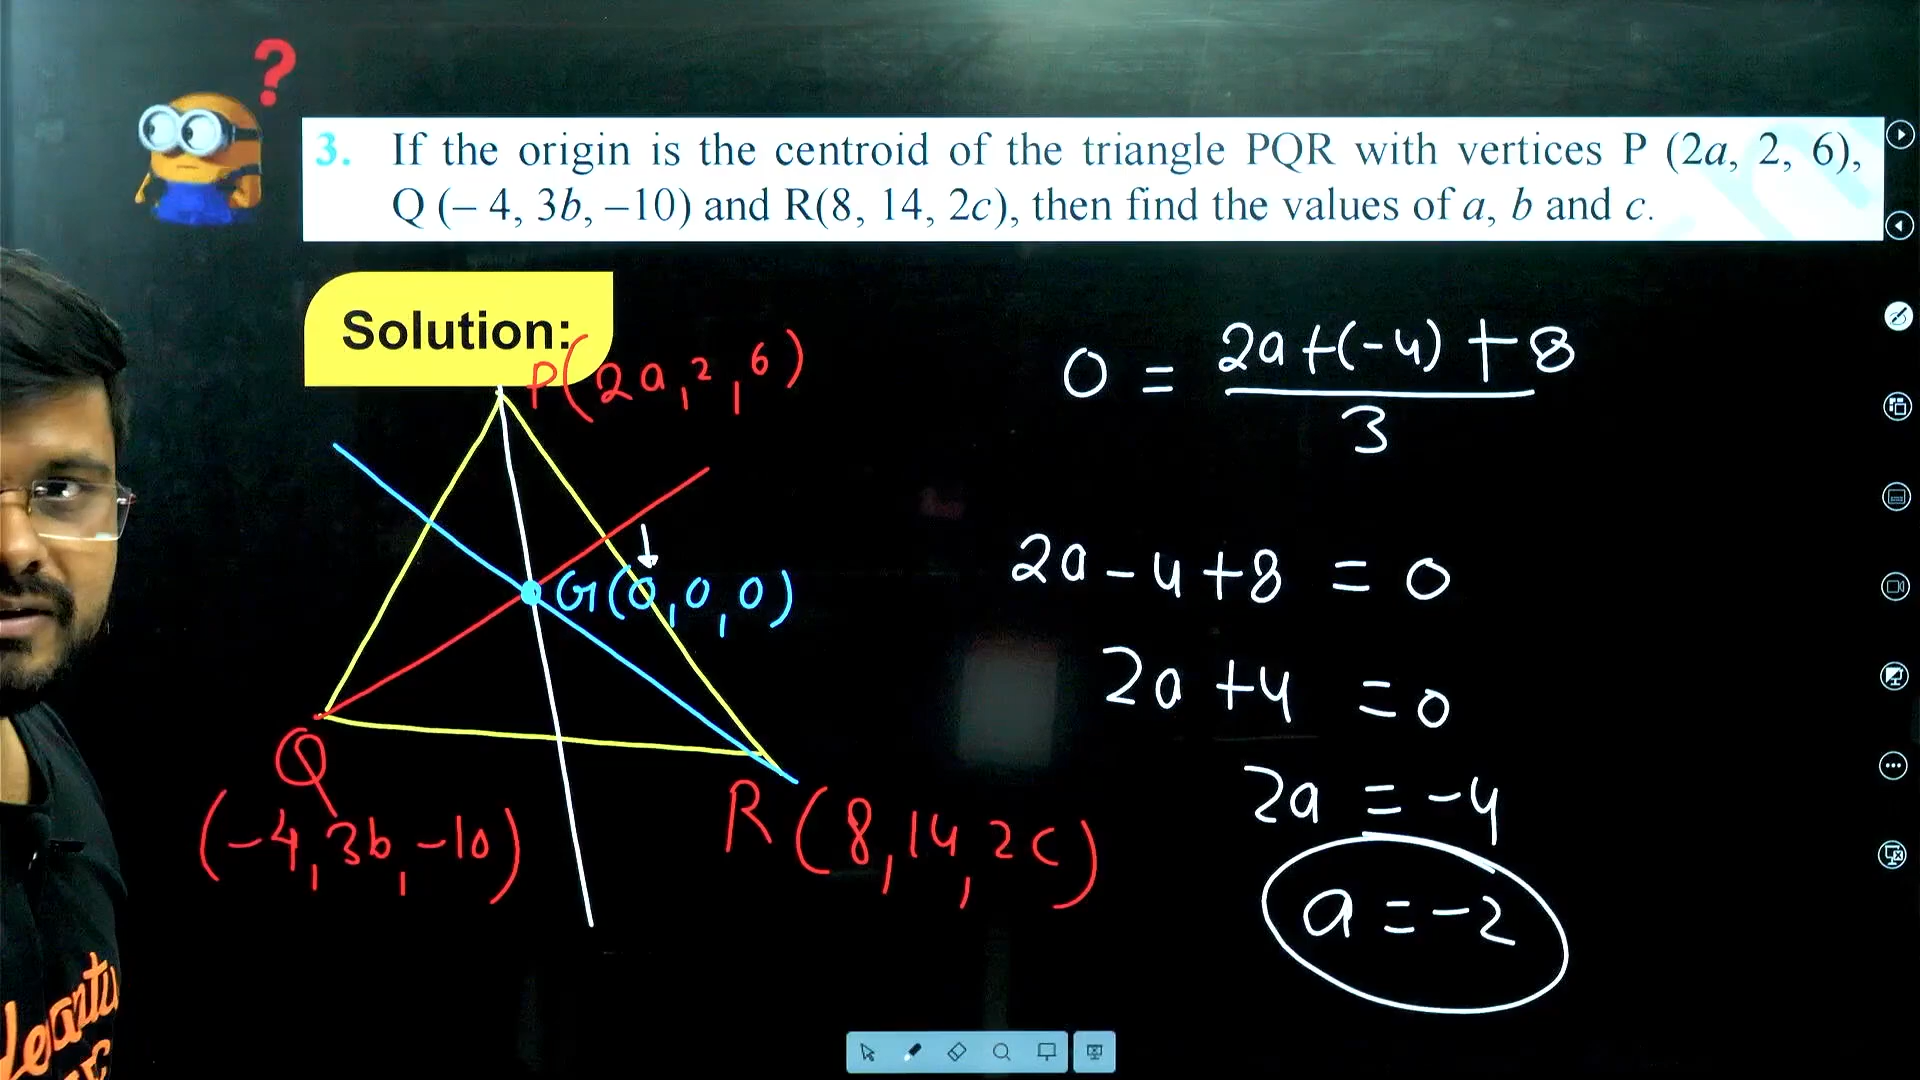 ?
3. If the origin is the centroid of the triangle PQR with vertices P (2a, 2, 6),
Q (– 4, 3b, –10) and R(8, 14, 2c), then find the values of a, b and c.
Solution:
P(2a, 2, 6)
G(0, 0, 0)
Q
(-4, 3b, -10)
R (8, 14, 2c)
0 = 2a+(-4) + 8
3
2a - 4 + 8 = 0
2a + 4 = 0
2a = -4
a = -2